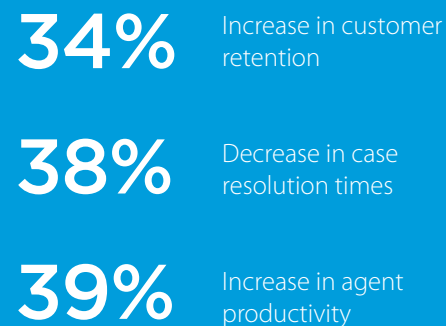 34%
Increase in customer
retention
38%
Decrease in case
resolution times
39%
Increase in agent
productivity